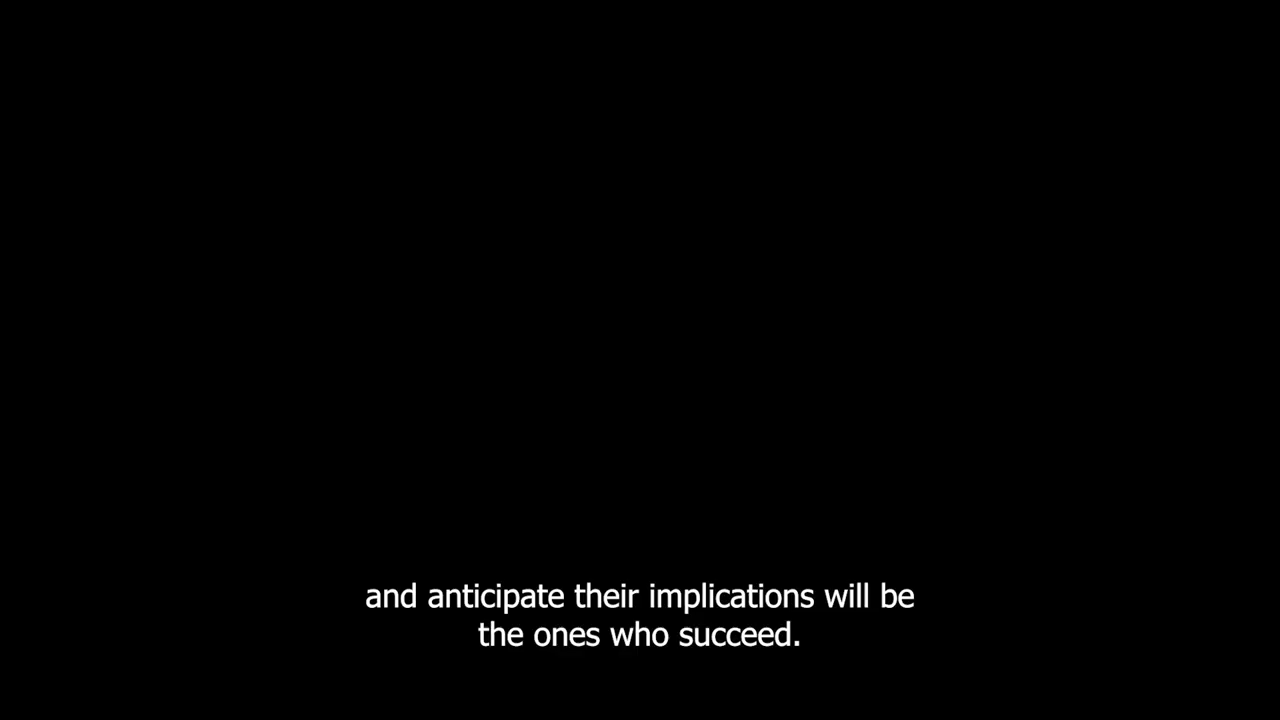 and anticipate their implications will be
the ones who succeed.